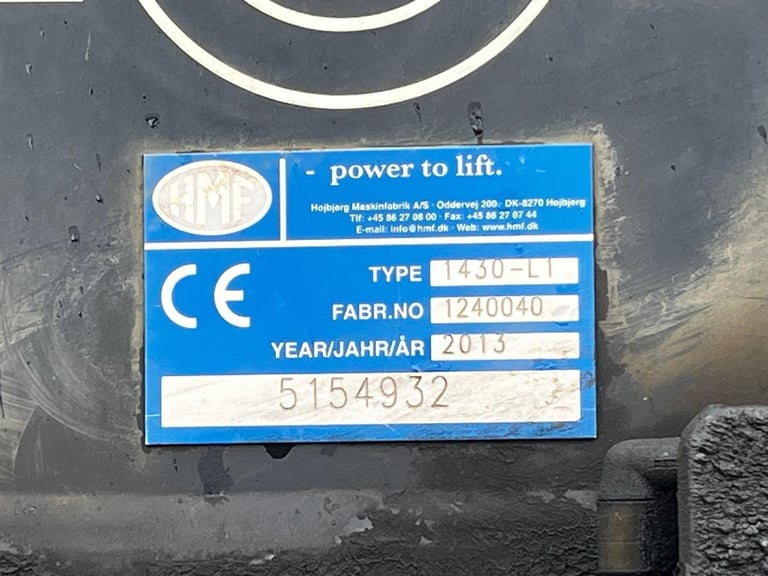 HMF
- power to lift.
Højbjerg Maskinfabrik A/S · Oddervej 200 · DK-8270 Højbjerg
Tlf: +45 86 27 08 00 · Fax: +45 86 27 07 44
E-mail: info@hmf.dk · Web: www.hmf.dk
CE
TYPE 1430-L1
FABR.NO 1240040
YEAR/JAHR/ÅR 2013
5154932